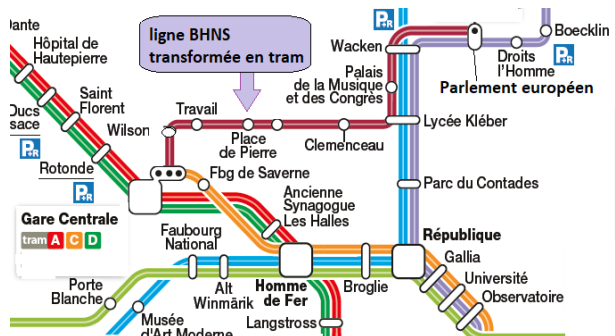 Dante
Hôpital de
Hautepierre
Saint
Florent
Ducs
sace
P+R
Rotonde
P+R
ligne BHNS
transformée en tram
P+R
Wacken
Boecklin
Droits
l'Homme
P+R
Parlement européen
Palais
de la Musique
et des Congrès
Travail
Wilson
Place
de Pierre
Clemenceau
Lycée Kléber
Fbg de Saverne
Parc du Contades
Ancienne
Synagogue
Les Halles
Gare Centrale
tram A C D
Faubourg
National
République
Gallia
Université
Observatoire
Porte
Blanche
Alt
Winmärik
Homme
de Fer
Broglie
Musée
d'Art Moderne
Langstross